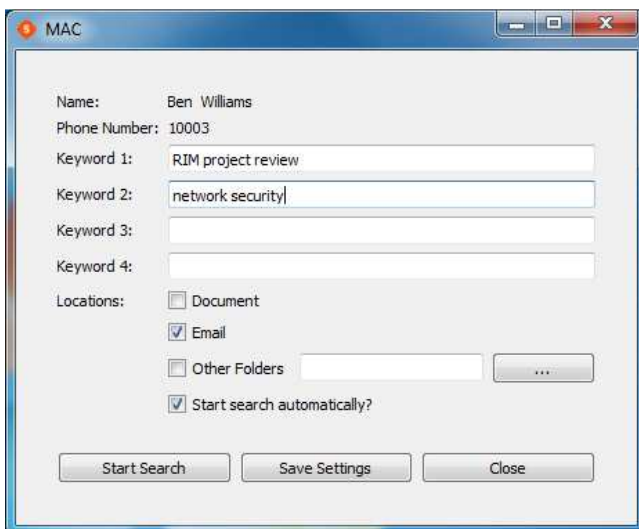 MAC
Name: Ben Williams
Phone Number: 10003
Keyword 1: RIM project review
Keyword 2: network security
Keyword 3:
Keyword 4:
Locations: Document
Email
Other Folders ...
Start search automatically?
Start Search Save Settings Close